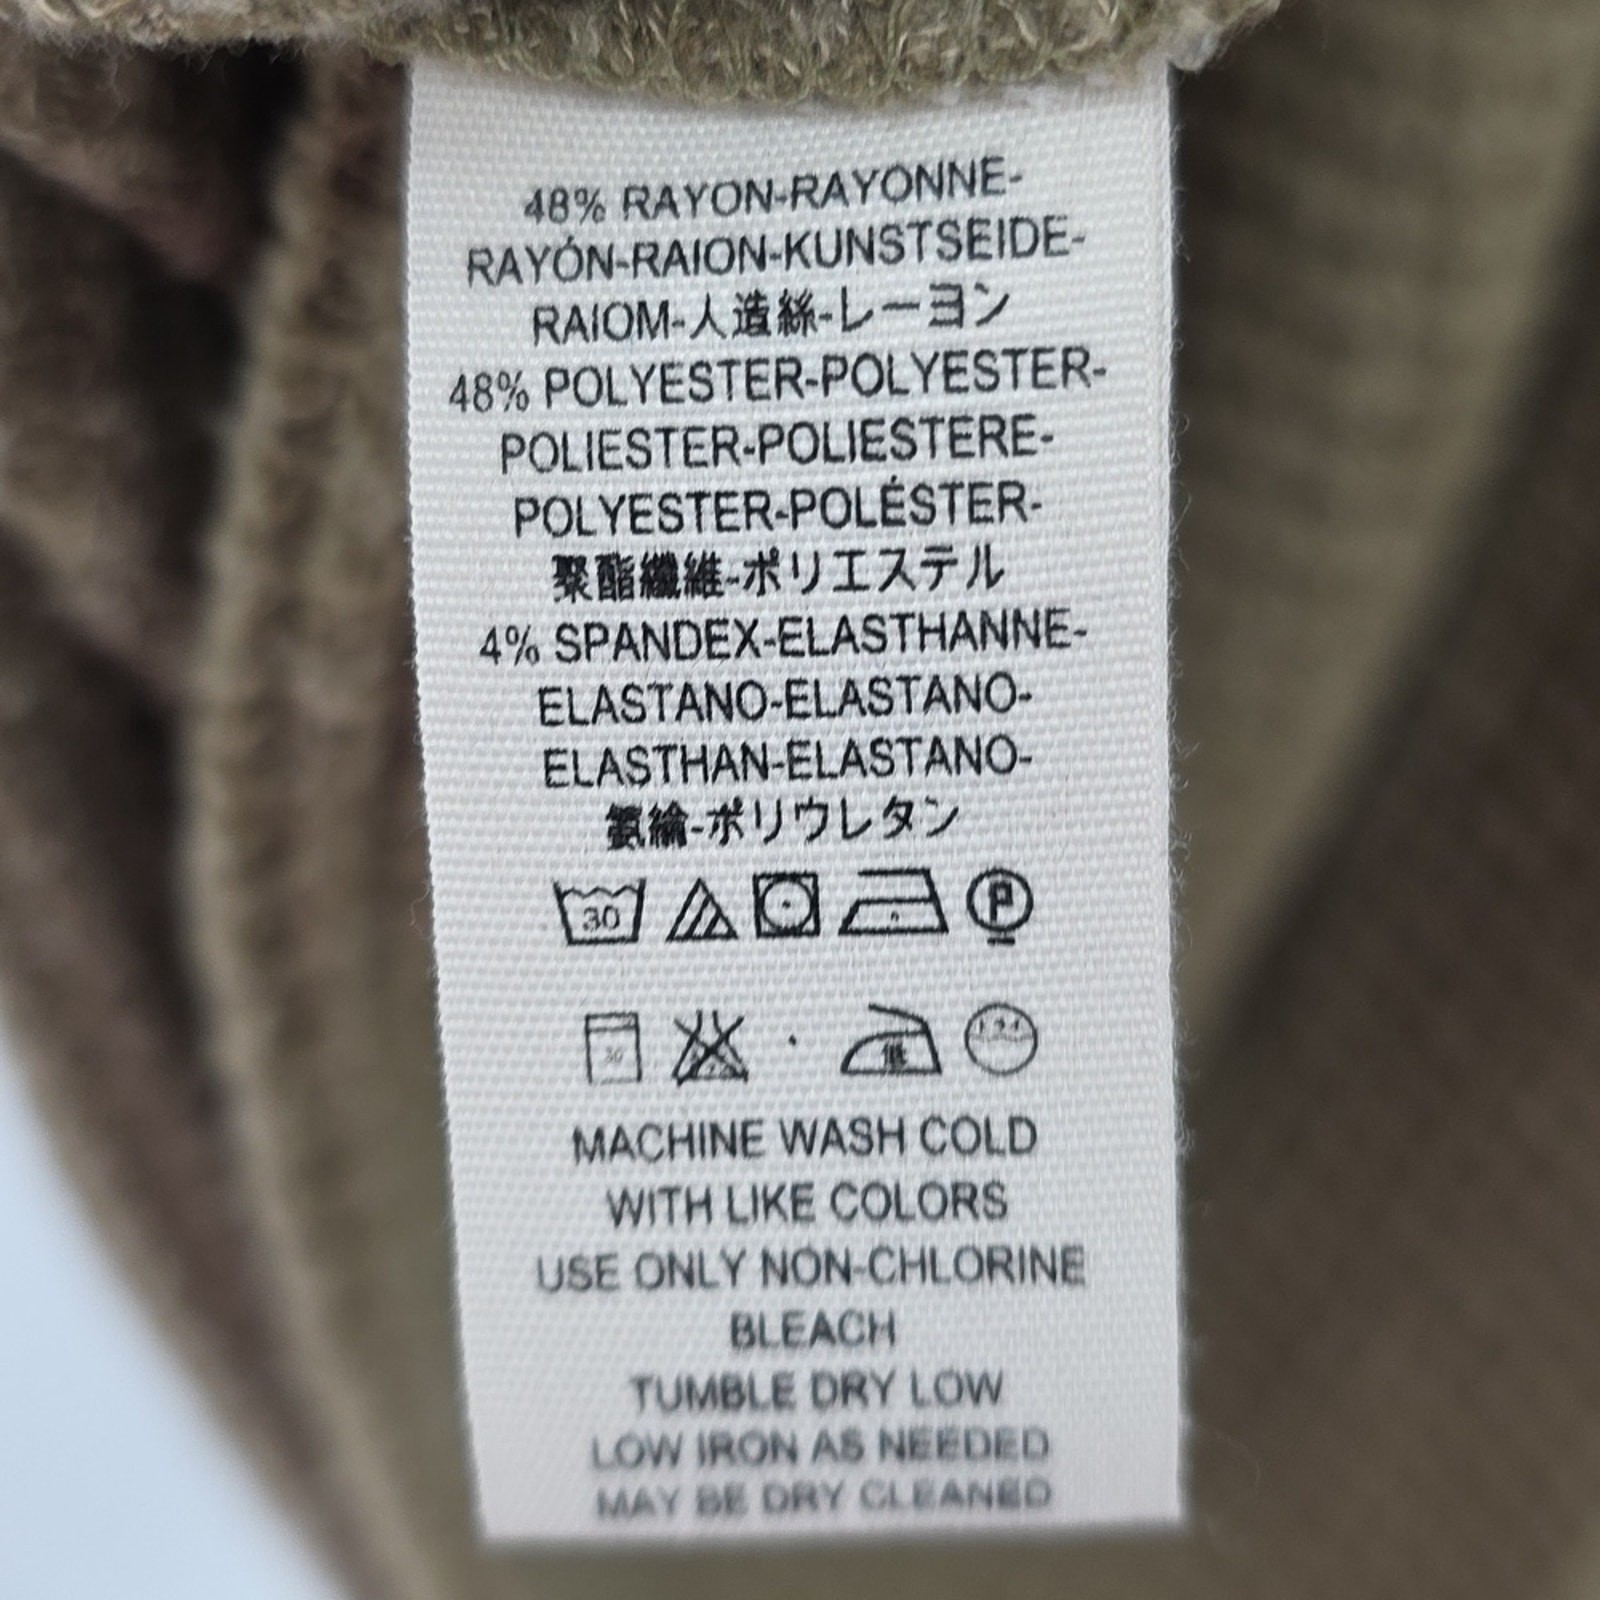 48% RAYON-RAYONNE-
RAYÓN-RAION-KUNSTSEIDE-
RAIOM-人造絲-レーヨン
48% POLYESTER-POLYESTER-
POLIESTER-POLIESTERE-
POLYESTER-POLÉSTER-
聚酯纖維-ポリエステル
4% SPANDEX-ELASTHANNE-
ELASTANO-ELASTANO-
ELASTHAN-ELASTANO-
氨綸-ポリウレタン
30 P
30 低
MACHINE WASH COLD
WITH LIKE COLORS
USE ONLY NON-CHLORINE
BLEACH
TUMBLE DRY LOW
LOW IRON AS NEEDED
MAY BE DRY CLEANED